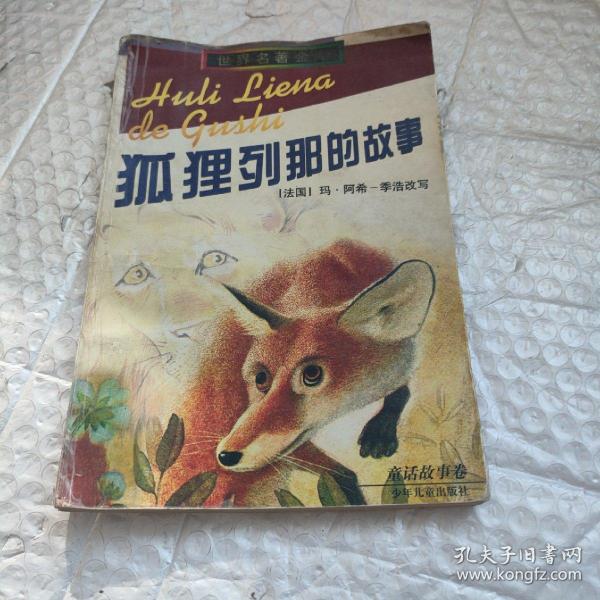 世界名著金
Huli Liena
de Gushi
狐狸列那的故事
[法国] 玛·阿希-季浩改写
童话故事卷
少年儿童出版社
孔夫子旧书网
www.kongfz.com